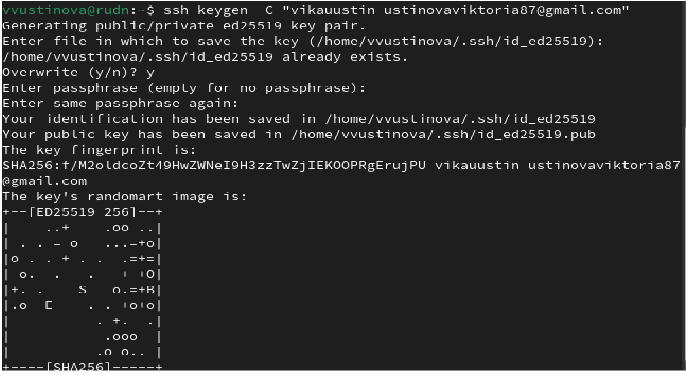 vvustinova@rudn:~$ ssh keygen  C "vikauustin ustinovaviktoria87@gmail.com"
Generating public/private ed25519 key pair.
Enter file in which to save the key (/home/vvustinova/.ssh/id_ed25519):
/home/vvustinova/.ssh/id_ed25519 already exists.
Overwrite (y/n)? y
Enter passphrase (empty for no passphrase):
Enter same passphrase again:
Your identification has been saved in /home/vvustinova/.ssh/id_ed25519
Your public key has been saved in /home/vvustinova/.ssh/id_ed25519.pub
The key fingerprint is:
SHA256:f/M2oldcoZt49HwZWNeI9H3zzTwZjIEKOOPRgErujPU vikauustin ustinovaviktoria87
@gmail.com
The key's randomart image is:
+--[ED25519 256]--+
|     ..+    .oo ..|
| . . = o   ...=+o|
|o . . + . .  .=+=|
| o.  .   .   + +O|
|+. .    S   o.=+B|
|.o  E    . . +o+o|
|          . +.  .|
|           .ooo  |
|          .o o.. |
+----[SHA256]-----+